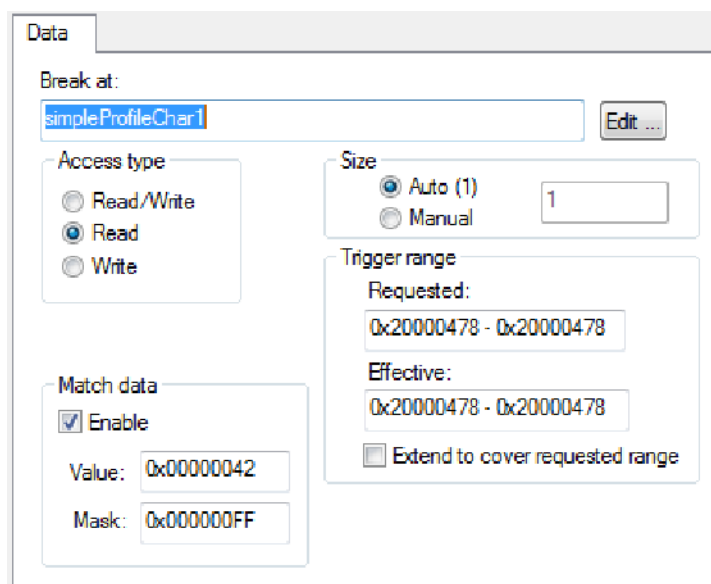 Data
Break at:
simpleProfileChar1
Edit ...
Access type
Read/Write
Read
Write
Size
Auto (1)
Manual
1
Trigger range
Requested:
0x20000478 - 0x20000478
Effective:
0x20000478 - 0x20000478
Extend to cover requested range
Match data
Enable
Value: 0x00000042
Mask: 0x000000FF